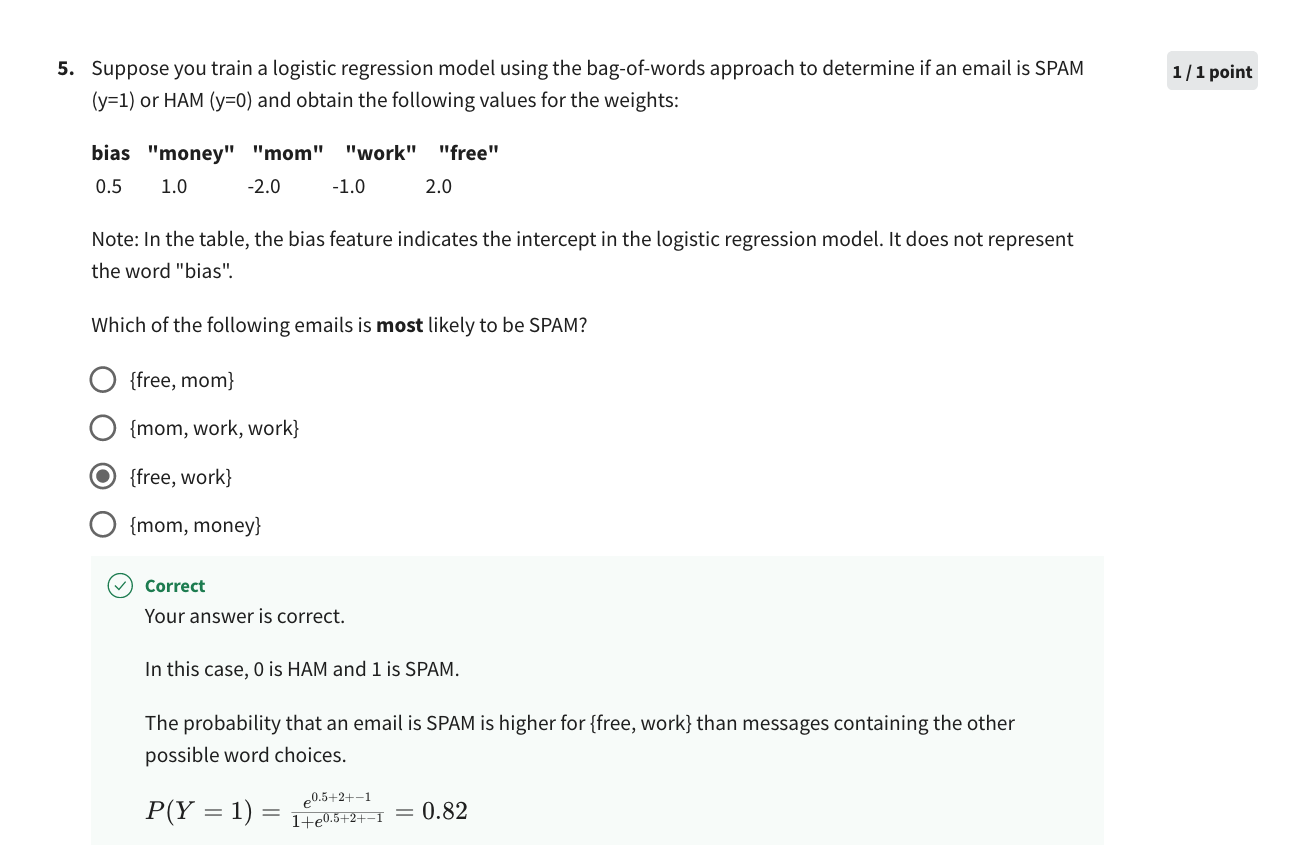 5. Suppose you train a logistic regression model using the bag-of-words approach to determine if an email is SPAM
(y=1) or HAM (y=0) and obtain the following values for the weights:
1 / 1 point
bias "money" "mom" "work" "free"
0.5 1.0 -2.0 -1.0 2.0
Note: In the table, the bias feature indicates the intercept in the logistic regression model. It does not represent
the word "bias".
Which of the following emails is most likely to be SPAM?
{free, mom}
{mom, work, work}
{free, work}
{mom, money}
Correct
Your answer is correct.
In this case, 0 is HAM and 1 is SPAM.
The probability that an email is SPAM is higher for {free, work} than messages containing the other
possible word choices.
$P(Y = 1) = \frac{e^{0.5+2+-1}}{1+e^{0.5+2+-1}} = 0.82$